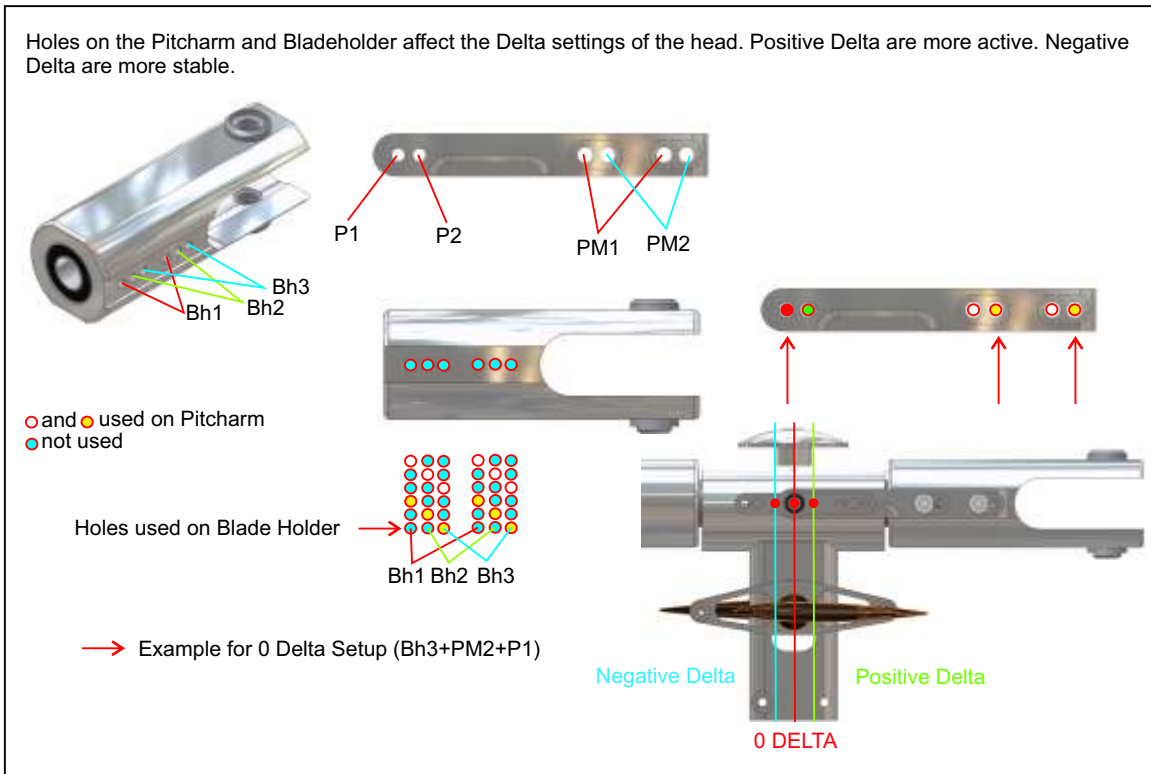 Holes on the Pitcharm and Bladeholder affect the Delta settings of the head. Positive Delta are more active. Negative
Delta are more stable.
P1
P2
PM1
PM2
Bh3
Bh2
Bh1
and used on Pitcharm
not used
Holes used on Blade Holder
Bh1 Bh2 Bh3
Example for 0 Delta Setup (Bh3+PM2+P1)
Negative Delta
Positive Delta
0 DELTA